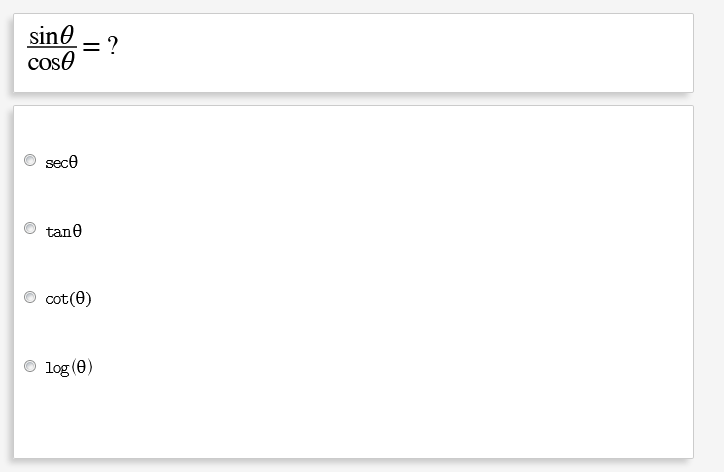 sinθ
cosθ = ?
secθ
tanθ
cot(θ)
log(θ)